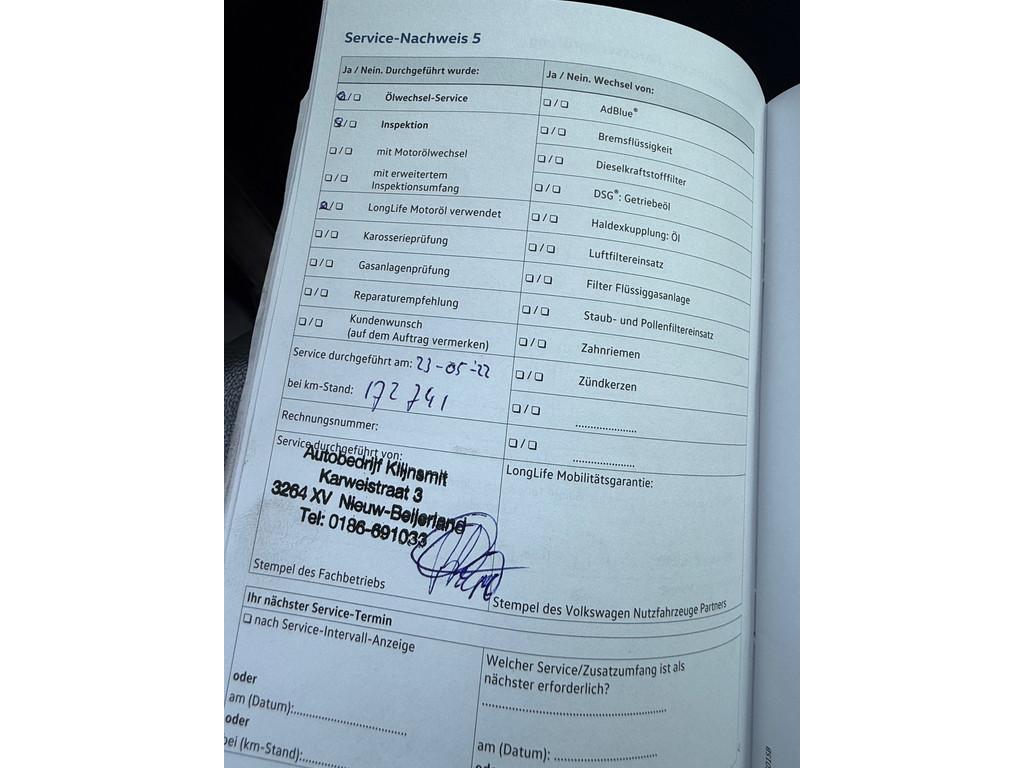 Service-Nachweis 5
Ja / Nein. Durchgeführt wurde:
❑/❑ Ölwechsel-Service
❑/❑ Inspektion
❑/❑ mit Motorölwechsel
❑/❑ mit erweitertem
Inspektionsumfang
❑/❑ LongLife Motoröl verwendet
❑/❑ Karosserieprüfung
❑/❑ Gasanlagenprüfung
❑/❑ Reparaturempfehlung
❑/❑ Kundenwunsch
(auf dem Auftrag vermerken)
Service durchgeführt am: 23-05-'22
bei km-Stand: 172 741
Rechnungsnummer:
Service durchgeführt von:
Autobedrijf Klijnsmit
Karweistraat 3
3264 XV Nieuw-Beijerland
Tel: 0186-691033
Stempel des Fachbetriebs
Ja / Nein. Wechsel von:
❑/❑ AdBlue®
❑/❑ Bremsflüssigkeit
❑/❑ Dieselkraftstofffilter
❑/❑ DSG®: Getriebeöl
❑/❑ Haldexkupplung: Öl
❑/❑ Luftfiltereinsatz
❑/❑ Filter Flüssiggasanlage
❑/❑ Staub- und Pollenfiltereinsatz
❑/❑ Zahnriemen
❑/❑ Zündkerzen
❑/❑ ....................
❑/❑ ....................
LongLife Mobilitätsgarantie:
Stempel des Volkswagen Nutzfahrzeuge Partners
Ihr nächster Service-Termin
❑ nach Service-Intervall-Anzeige
oder
am (Datum):..............................
oder
bei (km-Stand):....................
Welcher Service/Zusatzumfang ist als
nächster erforderlich?
..................................................
am (Datum): ..............................